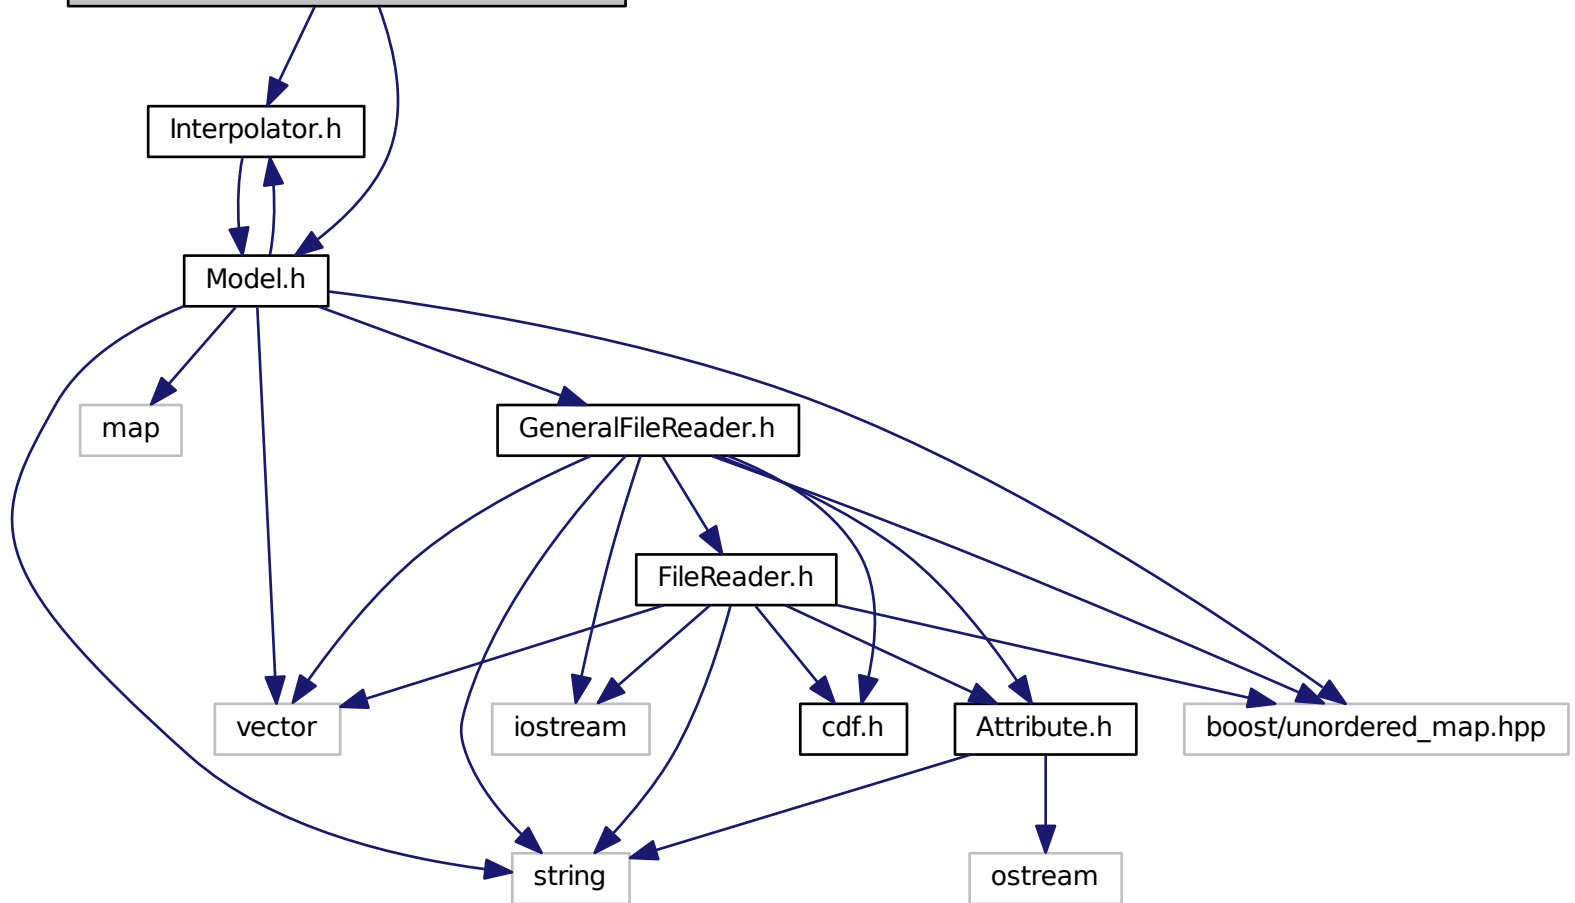 Interpolator.h
Model.h
map
GeneralFileReader.h
FileReader.h
vector
iostream
cdf.h
Attribute.h
boost/unordered_map.hpp
string
ostream